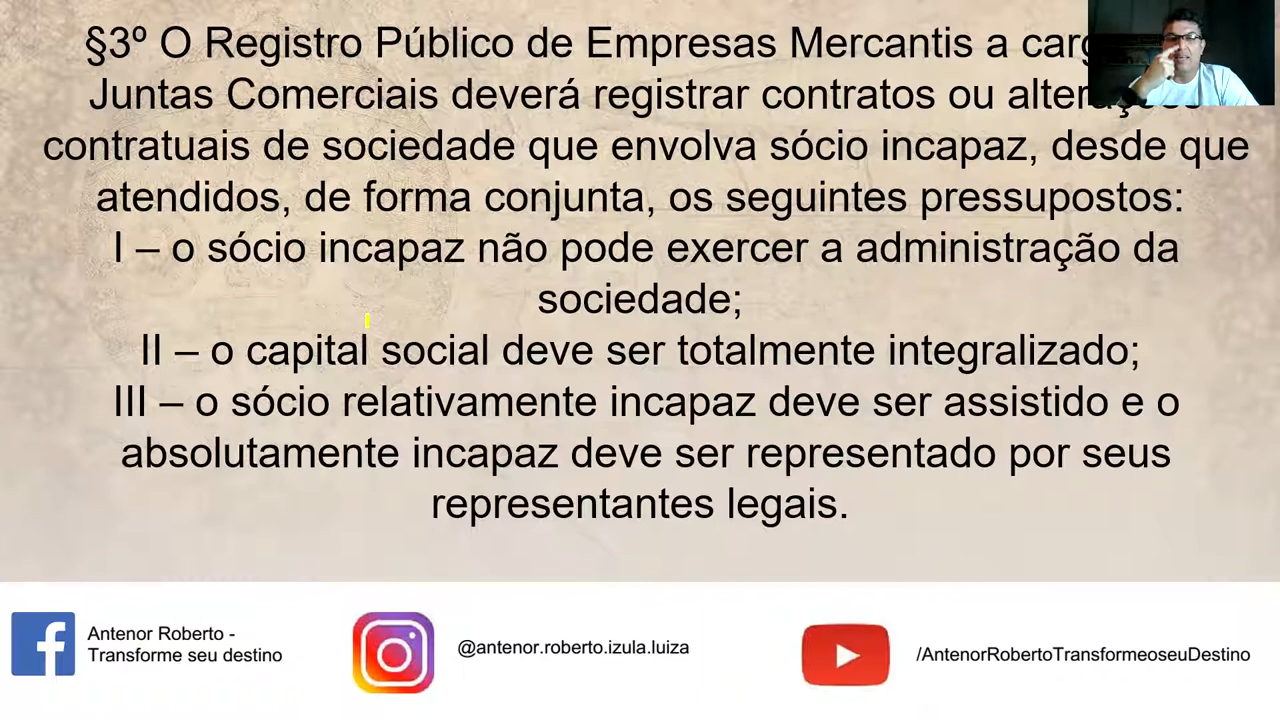 §3º O Registro Público de Empresas Mercantis a
Juntas Comerciais deverá registrar contratos ou
contratuais de sociedade que envolva sócio incapaz, desde que
atendidos, de forma conjunta, os seguintes pressupostos:
I – o sócio incapaz não pode exercer a administração da
sociedade;
II – o capital social deve ser totalmente integralizado;
III – o sócio relativamente incapaz deve ser assistido e o
absolutamente incapaz deve ser representado por seus
representantes legais.
Antenor Roberto -
Transforme seu destino
@antenor.roberto.izula.luiza
/AntenorRobertoTransformeoseuDestino